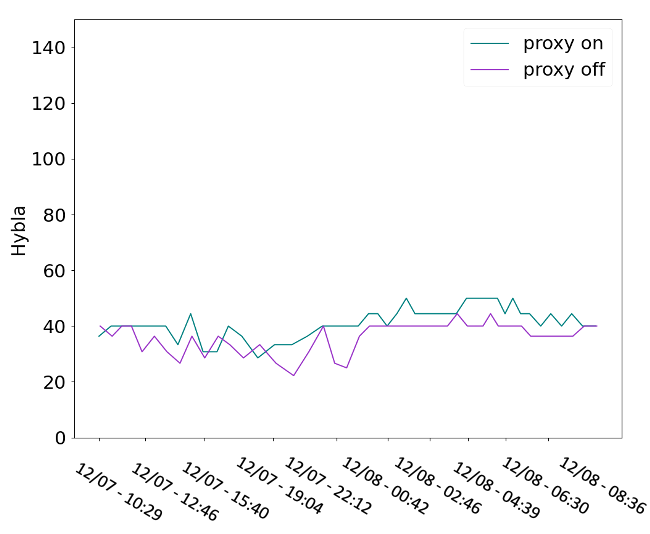 proxy on
proxy off
Hybla
140
120
100
80
60
40
20
0
12/07 - 10:29
12/07 - 12:46
12/07 - 15:40
12/07 - 19:04
12/07 - 22:12
12/08 - 00:42
12/08 - 02:46
12/08 - 04:39
12/08 - 06:30
12/08 - 08:36